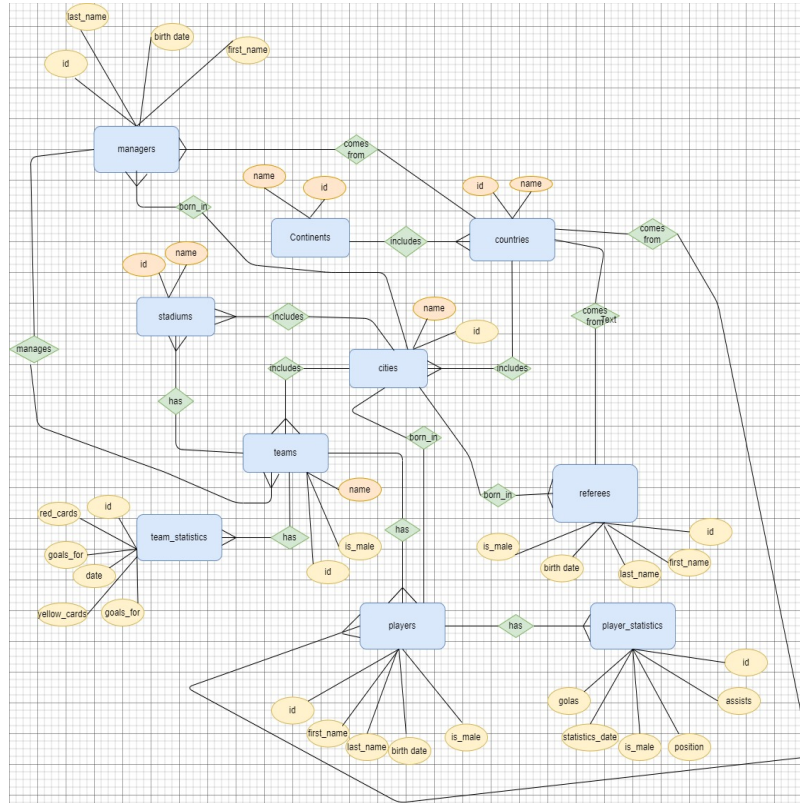 last_name
birth date
first_name
id
managers
comes
from
name
id
id
name
born_in
Continents
includes
countries
comes
from
name
id
stadiums
includes
name
id
comes
fromText
manages
includes
cities
includes
has
born_in
teams
name
born_in
referees
id
red_cards
team_statistics
has
has
is_male
id
goals_for
date
is_male
id
first_name
birth date
last_name
yellow_cards
goals_for
players
has
player_statistics
id
id
golas
assists
first_name
last_name
birth date
is_male
statistics_date
is_male
position